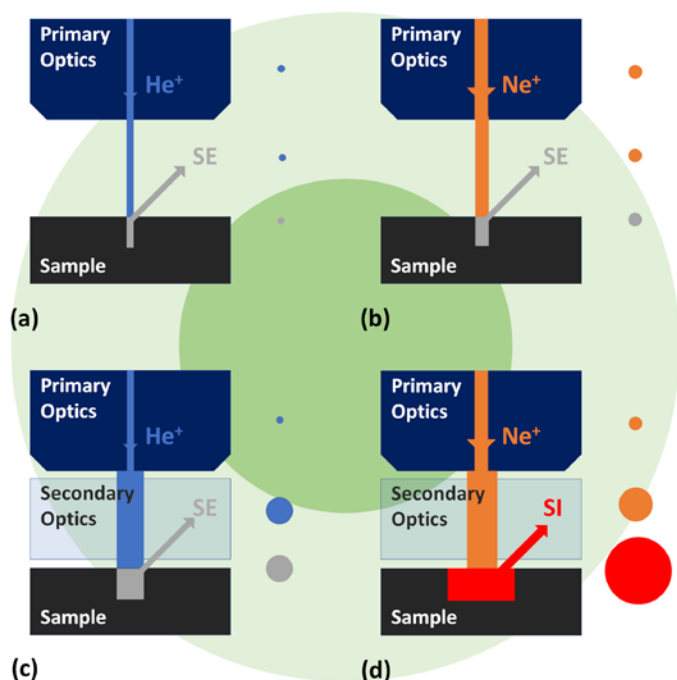 Primary
Optics
He+
SE
Sample
(a)
Primary
Optics
Ne+
SE
Sample
(b)
Primary
Optics
He+
Secondary
Optics
SE
Sample
(c)
Primary
Optics
Ne+
Secondary
Optics
SI
Sample
(d)